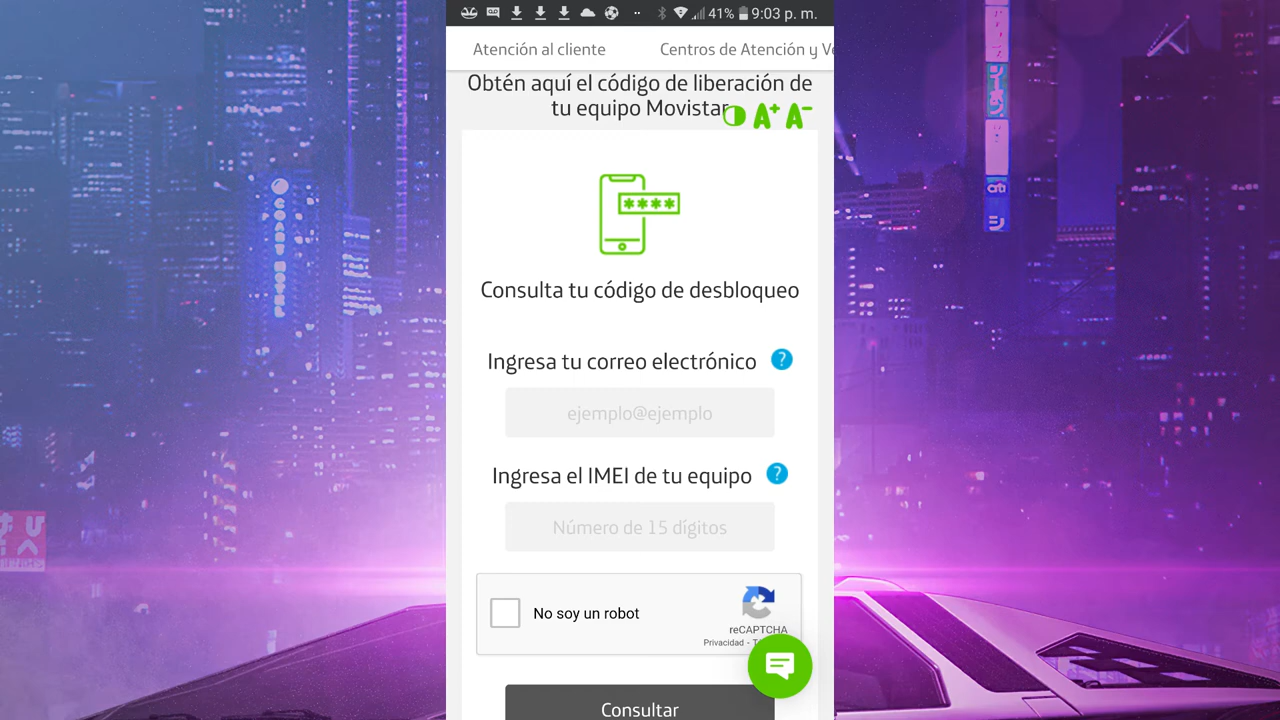 41% 9:03 p. m.
Atención al cliente Centros de Atención y Ve
Obtén aquí el código de liberación de
tu equipo Movistar
A+ A-
****
Consulta tu código de desbloqueo
Ingresa tu correo electrónico ?
ejemplo@ejemplo
Ingresa el IMEI de tu equipo ?
Número de 15 dígitos
No soy un robot
reCAPTCHA
Privacidad - T
Consultar
citi